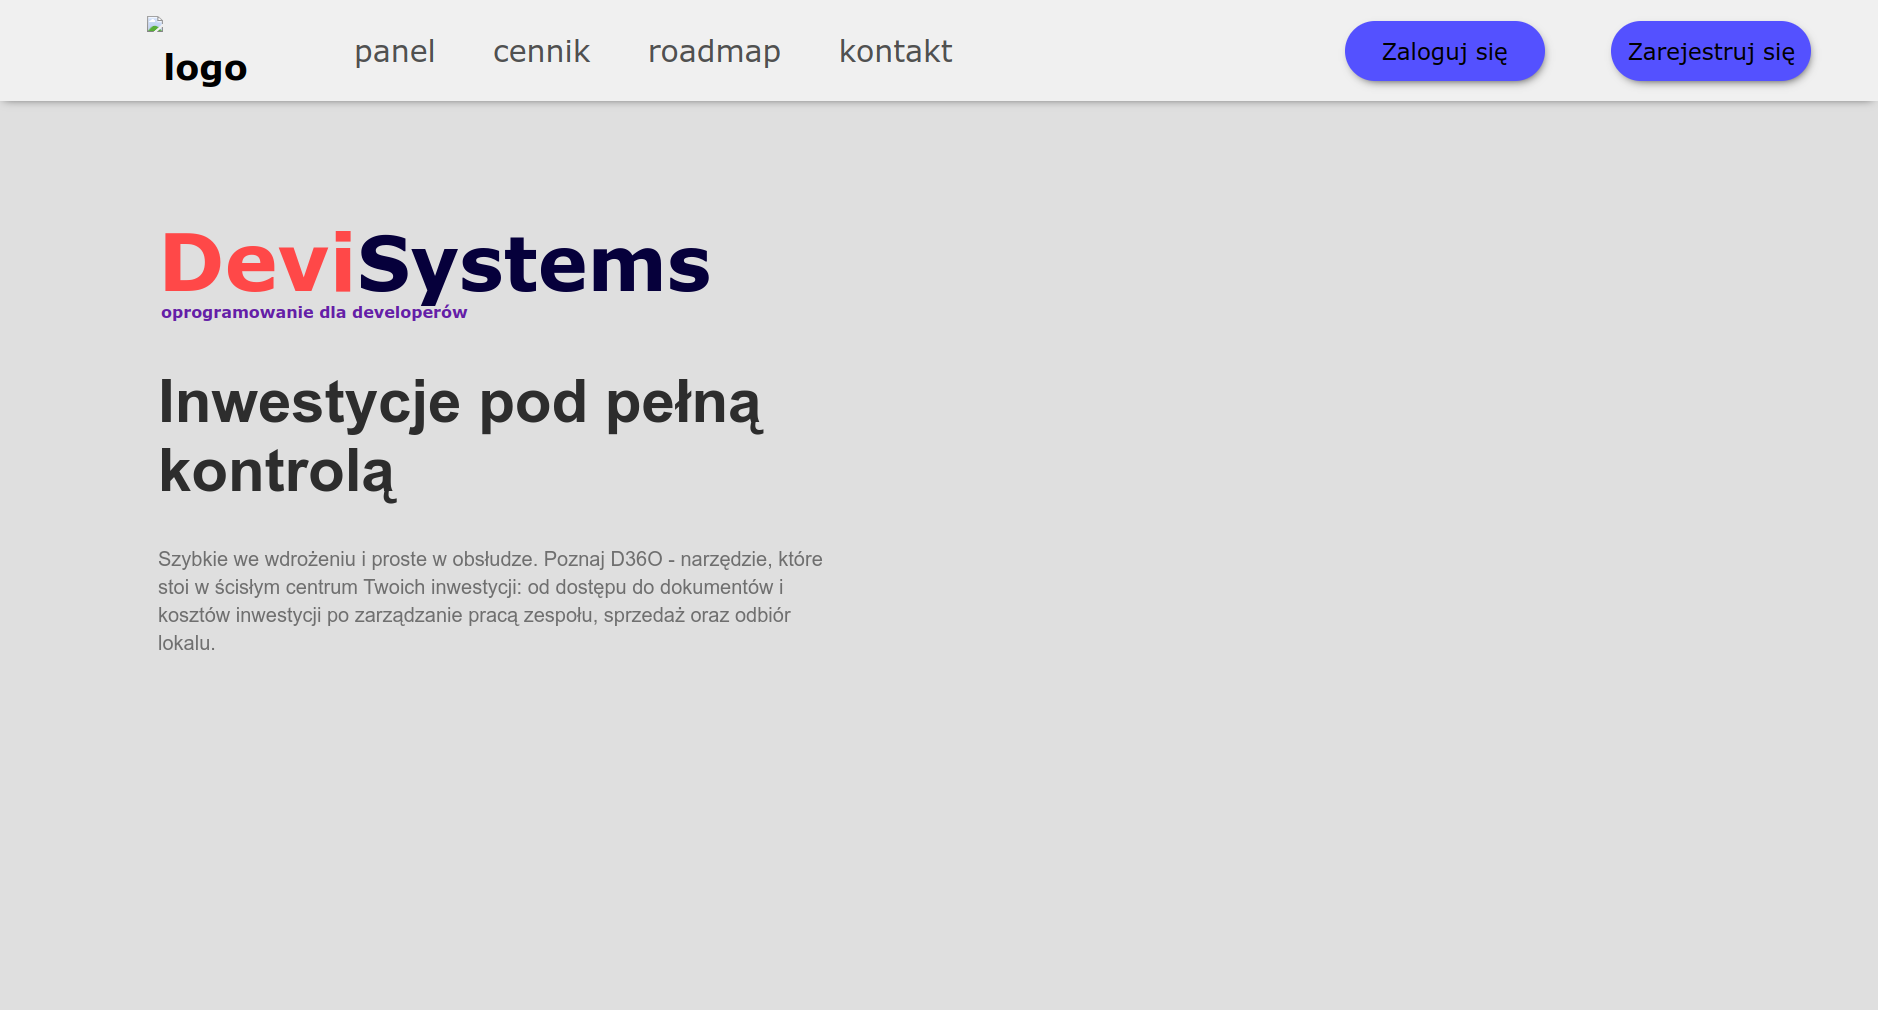 logo
panel cennik roadmap kontakt Zaloguj się Zarejestruj się
DeviSystems
oprogramowanie dla developerów
Inwestycje pod pełną
kontrolą
Szybkie we wdrożeniu i proste w obsłudze. Poznaj D36O - narzędzie, które
stoi w ścisłym centrum Twoich inwestycji: od dostępu do dokumentów i
kosztów inwestycji po zarządzanie pracą zespołu, sprzedaż oraz odbiór
lokalu.